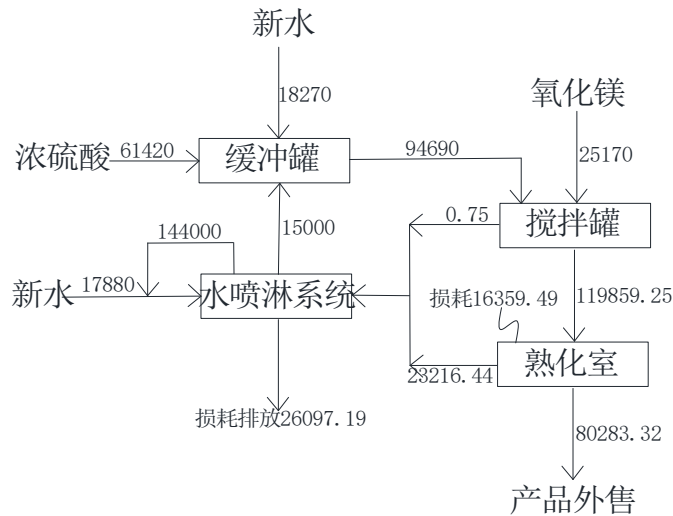 新水
18270
氧化镁
浓硫酸
61420
缓冲罐
94690
25170
144000
15000
0.75
搅拌罐
新水
17880
水喷淋系统
损耗16359.49
119859.25
23216.44
熟化室
损耗排放26097.19
80283.32
产品外售